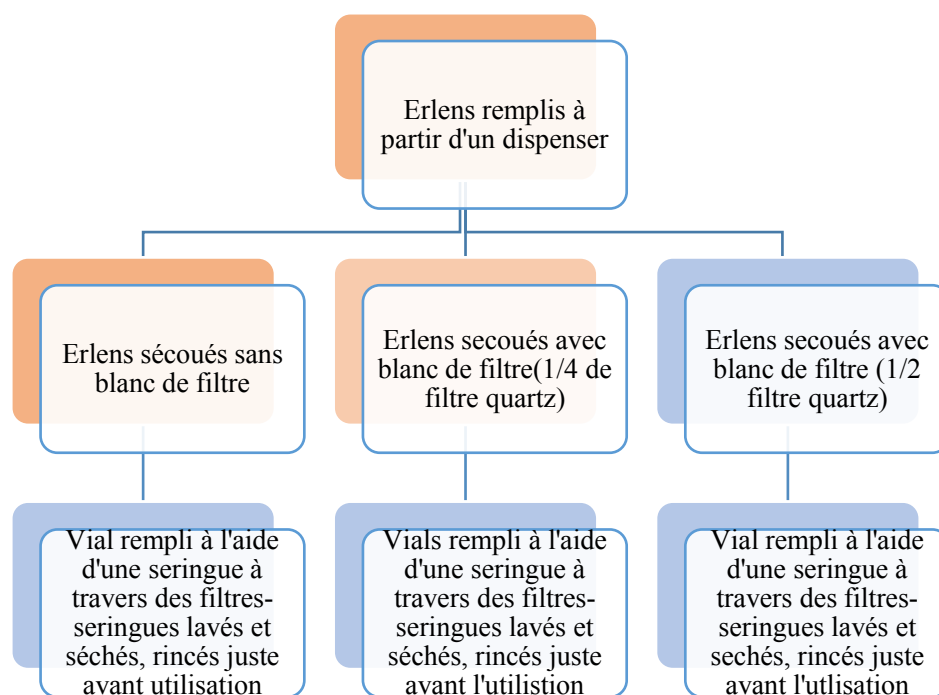 Erlens remplis à
partir d'un dispenser
Erlens sécoués sans
blanc de filtre
Erlens secoués avec
blanc de filtre(1/4 de
filtre quartz)
Erlens secoués avec
blanc de filtre (1/2
filtre quartz)
Vial rempli à l'aide
d'une seringue à
travers des filtres-
seringues lavés et
séchés, rincés juste
avant utilisation
Vials rempli à l'aide
d'une seringue à
travers des filtres-
seringues lavés et
séchés, rincés juste
avant l'utilistion
Vial rempli à l'aide
d'une seringue à
travers des filtres-
seringues lavés et
sechés, rincés juste
avant l'utlisation